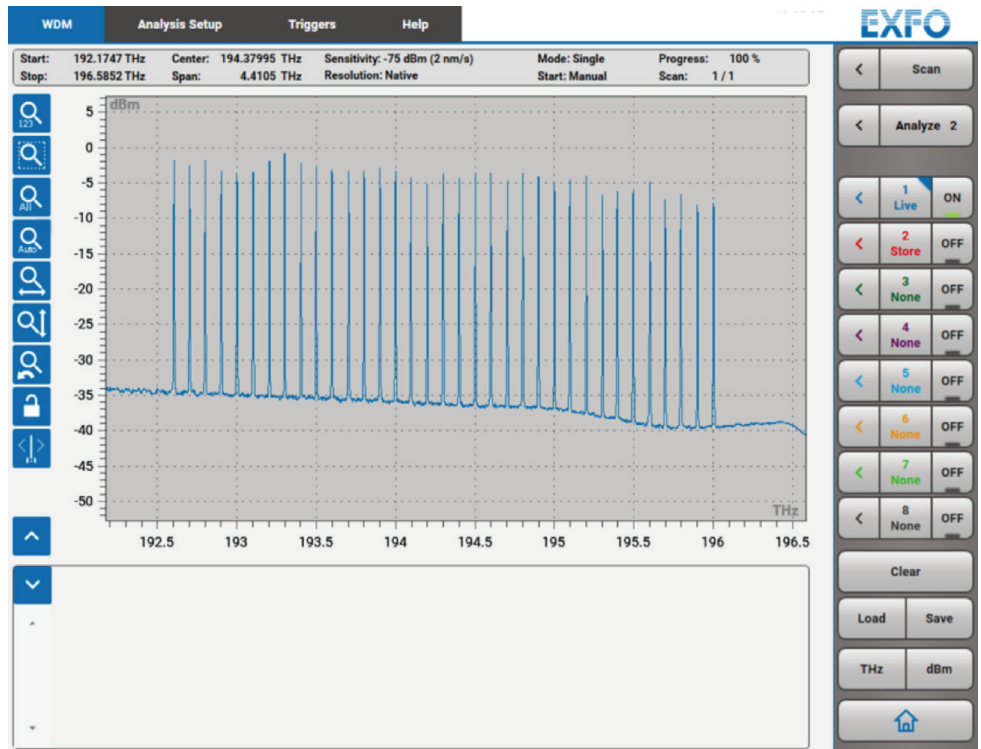 WDM Analysis Setup Triggers Help
EXFO
Start: 192.1747 THz Center: 194.37995 THz Sensitivity: -75 dBm (2 nm/s) Mode: Single Progress: 100 %
Stop: 196.5852 THz Span: 4.4105 THz Resolution: Native Start: Manual Scan: 1 / 1
< Scan
< Analyze 2
123
All
Auto
dBm
5
0
-5
-10
-15
-20
-25
-30
-35
-40
-45
-50
THz
192.5 193 193.5 194 194.5 195 195.5 196 196.5
< 1 Live ON
< 2 Store OFF
< 3 None OFF
< 4 None OFF
< 5 None OFF
< 6 None OFF
< 7 None OFF
< 8 None OFF
Clear
Load Save
THz dBm